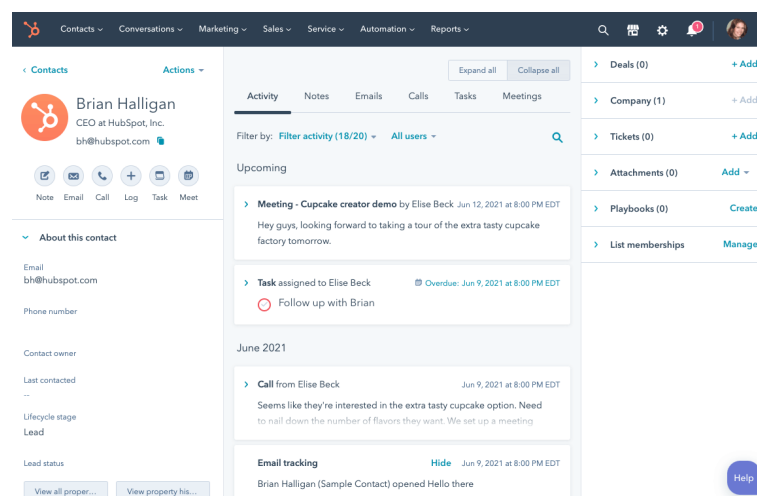 Contacts Conversations Marketing Sales Service Automation Reports 1
Contacts Actions
Brian Halligan
CEO at HubSpot, Inc.
bh@hubspot.com
Note Email Call Log Task Meet
About this contact
Email
bh@hubspot.com
Phone number
Contact owner
Last contacted
--
Lifecycle stage
Lead
Lead status
View all proper... View property his...
Expand all Collapse all
Activity Notes Emails Calls Tasks Meetings
Filter by: Filter activity (18/20) All users
Upcoming
Meeting - Cupcake creator demo by Elise Beck Jun 12, 2021 at 8:00 PM EDT
Hey guys, looking forward to taking a tour of the extra tasty cupcake
factory tomorrow.
Task assigned to Elise Beck Overdue: Jun 9, 2021 at 8:00 PM EDT
Follow up with Brian
June 2021
Call from Elise Beck Jun 9, 2021 at 8:00 PM EDT
Seems like they're interested in the extra tasty cupcake option. Need
to nail down the number of flavors they want. We set up a meeting
Email tracking Hide Jun 9, 2021 at 8:00 PM EDT
Brian Halligan (Sample Contact) opened Hello there
Deals (0) + Add
Company (1) + Add
Tickets (0) + Add
Attachments (0) Add
Playbooks (0) Create
List memberships Manage
Help